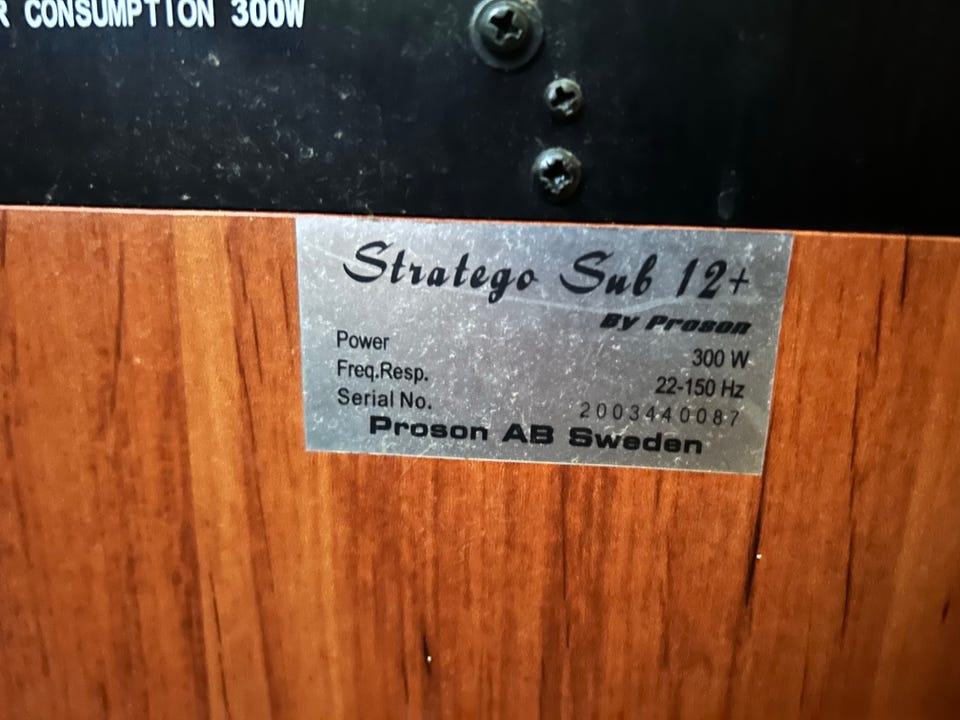 R CONSUMPTION 300W
Stratego Sub 12+
By Proson
Power 300 W
Freq.Resp. 22-150 Hz
Serial No. 2003440087
Proson AB Sweden